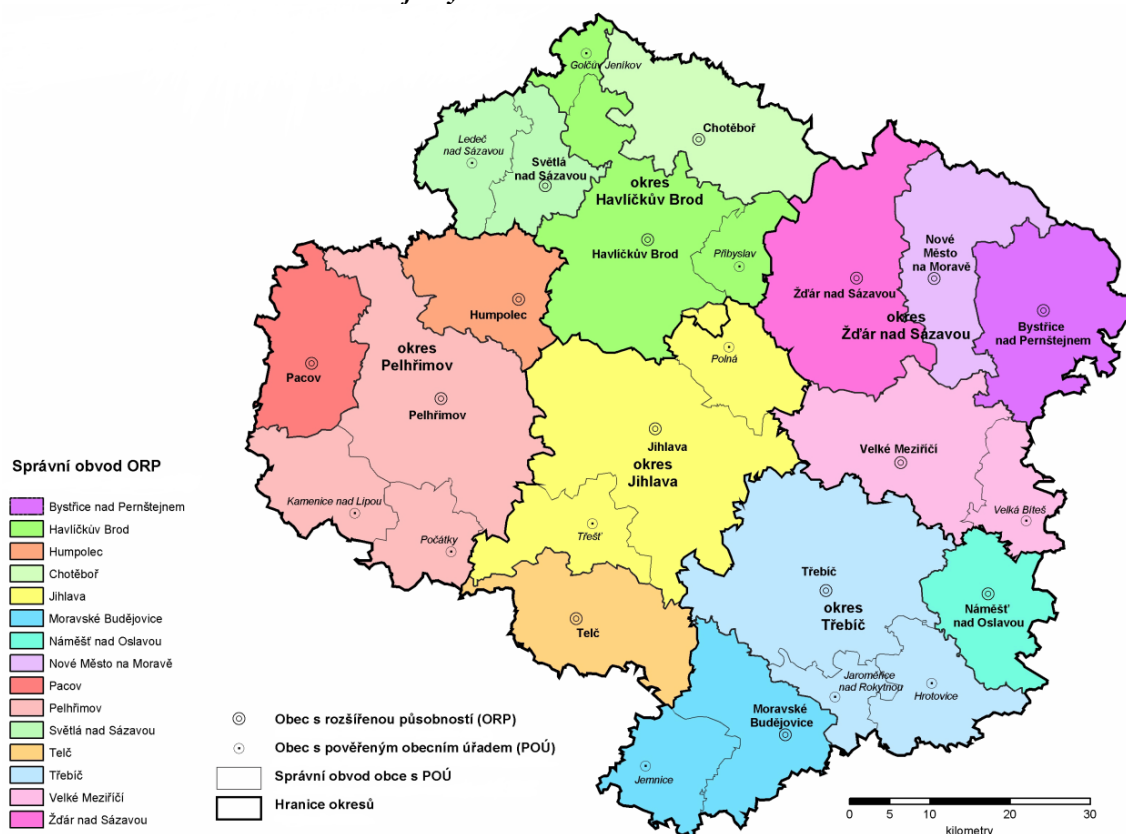 Golčův Jeníkov
Chotěboř
Ledeč
nad Sázavou
Světlá
nad Sázavou
okres
Havlíčkův Brod
Havlíčkův Brod
Přibyslav
Nové
Město
na Moravě
Žďár nad Sázavou
okres
Žďár nad Sázavou
Bystřice
nad Pernštejnem
Humpolec
okres
Pelhřimov
Pacov
Pelhřimov
Polná
Jihlava
okres
Jihlava
Velké Meziříčí
Velká Bíteš
Kamenice nad Lipou
Počátky
Třešť
Telč
Třebíč
okres
Třebíč
Náměšť
nad Oslavou
Jaroměřice
nad Rokytnou
Hrotovice
Moravské
Budějovice
Jemnice
Správní obvod ORP
Bystřice nad Pernštejnem
Havlíčkův Brod
Humpolec
Chotěboř
Jihlava
Moravské Budějovice
Náměšť nad Oslavou
Nové Město na Moravě
Pacov
Pelhřimov
Světlá nad Sázavou
Telč
Třebíč
Velké Meziříčí
Žďár nad Sázavou
Obec s rozšířenou působností (ORP)
Obec s pověřeným obecním úřadem (POÚ)
Správní obvod obce s POÚ
Hranice okresů
0 5 10 20 30
kilometry